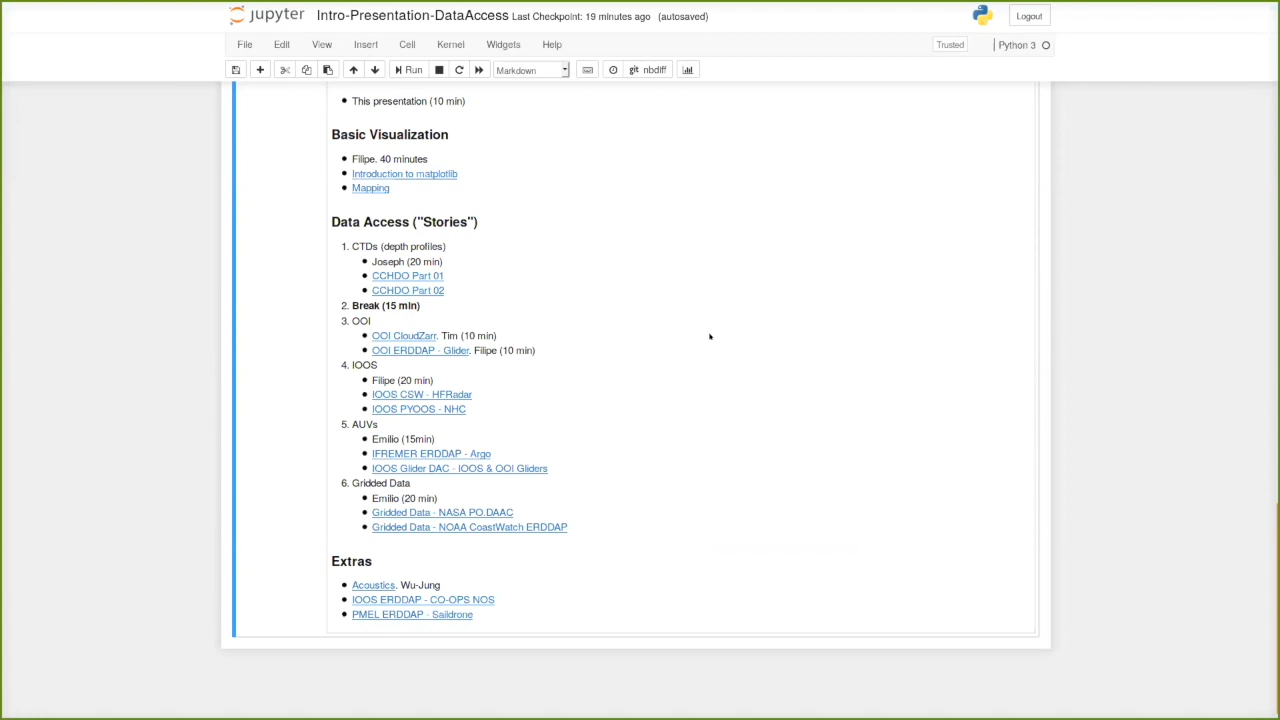 jupyter Intro-Presentation-DataAccess Last Checkpoint: 19 minutes ago (autosaved) Logout
File Edit View Insert Cell Kernel Widgets Help Trusted Python 3
Run Markdown git nbdiff
This presentation (10 min)
Basic Visualization
Filipe. 40 minutes
Introduction to matplotlib
Mapping
Data Access ("Stories")
1. CTDs (depth profiles)
Joseph (20 min)
CCHDO Part 01
CCHDO Part 02
2. Break (15 min)
3. OOI
OOI CloudZarr. Tim (10 min)
OOI ERDDAP - Glider. Filipe (10 min)
4. IOOS
Filipe (20 min)
IOOS CSW - HFRadar
IOOS PYOOS - NHC
5. AUVs
Emilio (15min)
IFREMER ERDDAP - Argo
IOOS Glider DAC - IOOS & OOI Gliders
6. Gridded Data
Emilio (20 min)
Gridded Data - NASA PO.DAAC
Gridded Data - NOAA CoastWatch ERDDAP
Extras
Acoustics. Wu-Jung
IOOS ERDDAP - CO-OPS NOS
PMEL ERDDAP - Saildrone